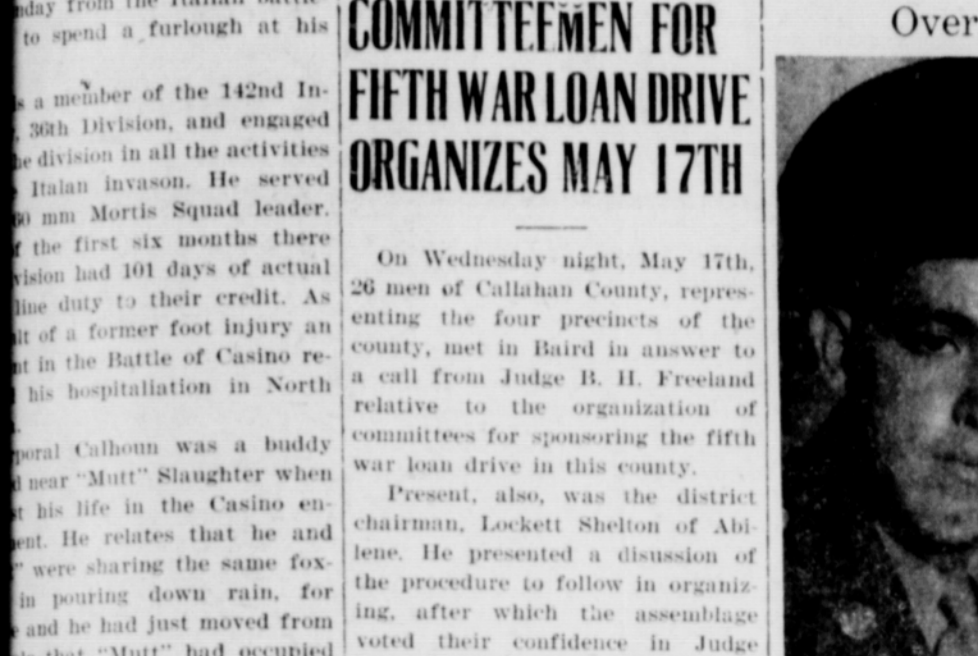 nday from the Italian battle-
to spend a furlough at his
s a member of the 142nd In-
, 36th Division, and engaged
e division in all the activities
Italan invason. He served
60 mm Mortis Squad leader.
f the first six months there
vision had 101 days of actual
line duty to their credit. As
lt of a former foot injury an
nt in the Battle of Casino re-
his hospitaliation in North
.
poral Calhoun was a buddy
d near "Mutt" Slaughter when
t his life in the Casino en-
ent. He relates that he and
" were sharing the same fox-
in pouring down rain, for
e and he had just moved from
that "Mutt" had occupied
COMMITTEEMEN FOR
FIFTH WAR LOAN DRIVE
ORGANIZES MAY 17TH
On Wednesday night, May 17th,
26 men of Callahan County, repres-
enting the four precincts of the
county, met in Baird in answer to
a call from Judge B. H. Freeland
relative to the organization of
committees for sponsoring the fifth
war loan drive in this county.
Present, also, was the district
chairman, Lockett Shelton of Abi-
lene. He presented a disussion of
the procedure to follow in organiz-
ing, after which the assemblage
voted their confidence in Judge
Over